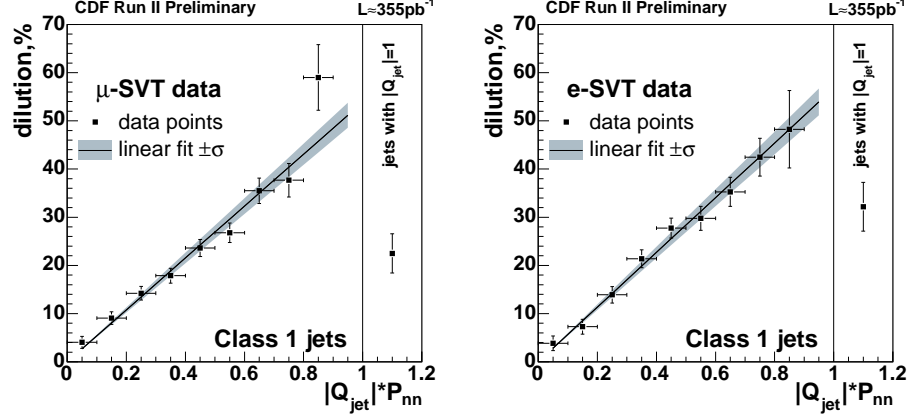 CDF Run II Preliminary
L≈355pb⁻¹
dilution,%
70
60
50
40
30
20
10
0
μ-SVT data
data points
linear fit ±σ
jets with |Q_jet|=1
Class 1 jets
0 0.2 0.4 0.6 0.8 1 1.2
|Q_jet|*P_nn
CDF Run II Preliminary
L≈355pb⁻¹
dilution,%
70
60
50
40
30
20
10
0
e-SVT data
data points
linear fit ±σ
jets with |Q_jet|=1
Class 1 jets
0 0.2 0.4 0.6 0.8 1 1.2
|Q_jet|*P_nn